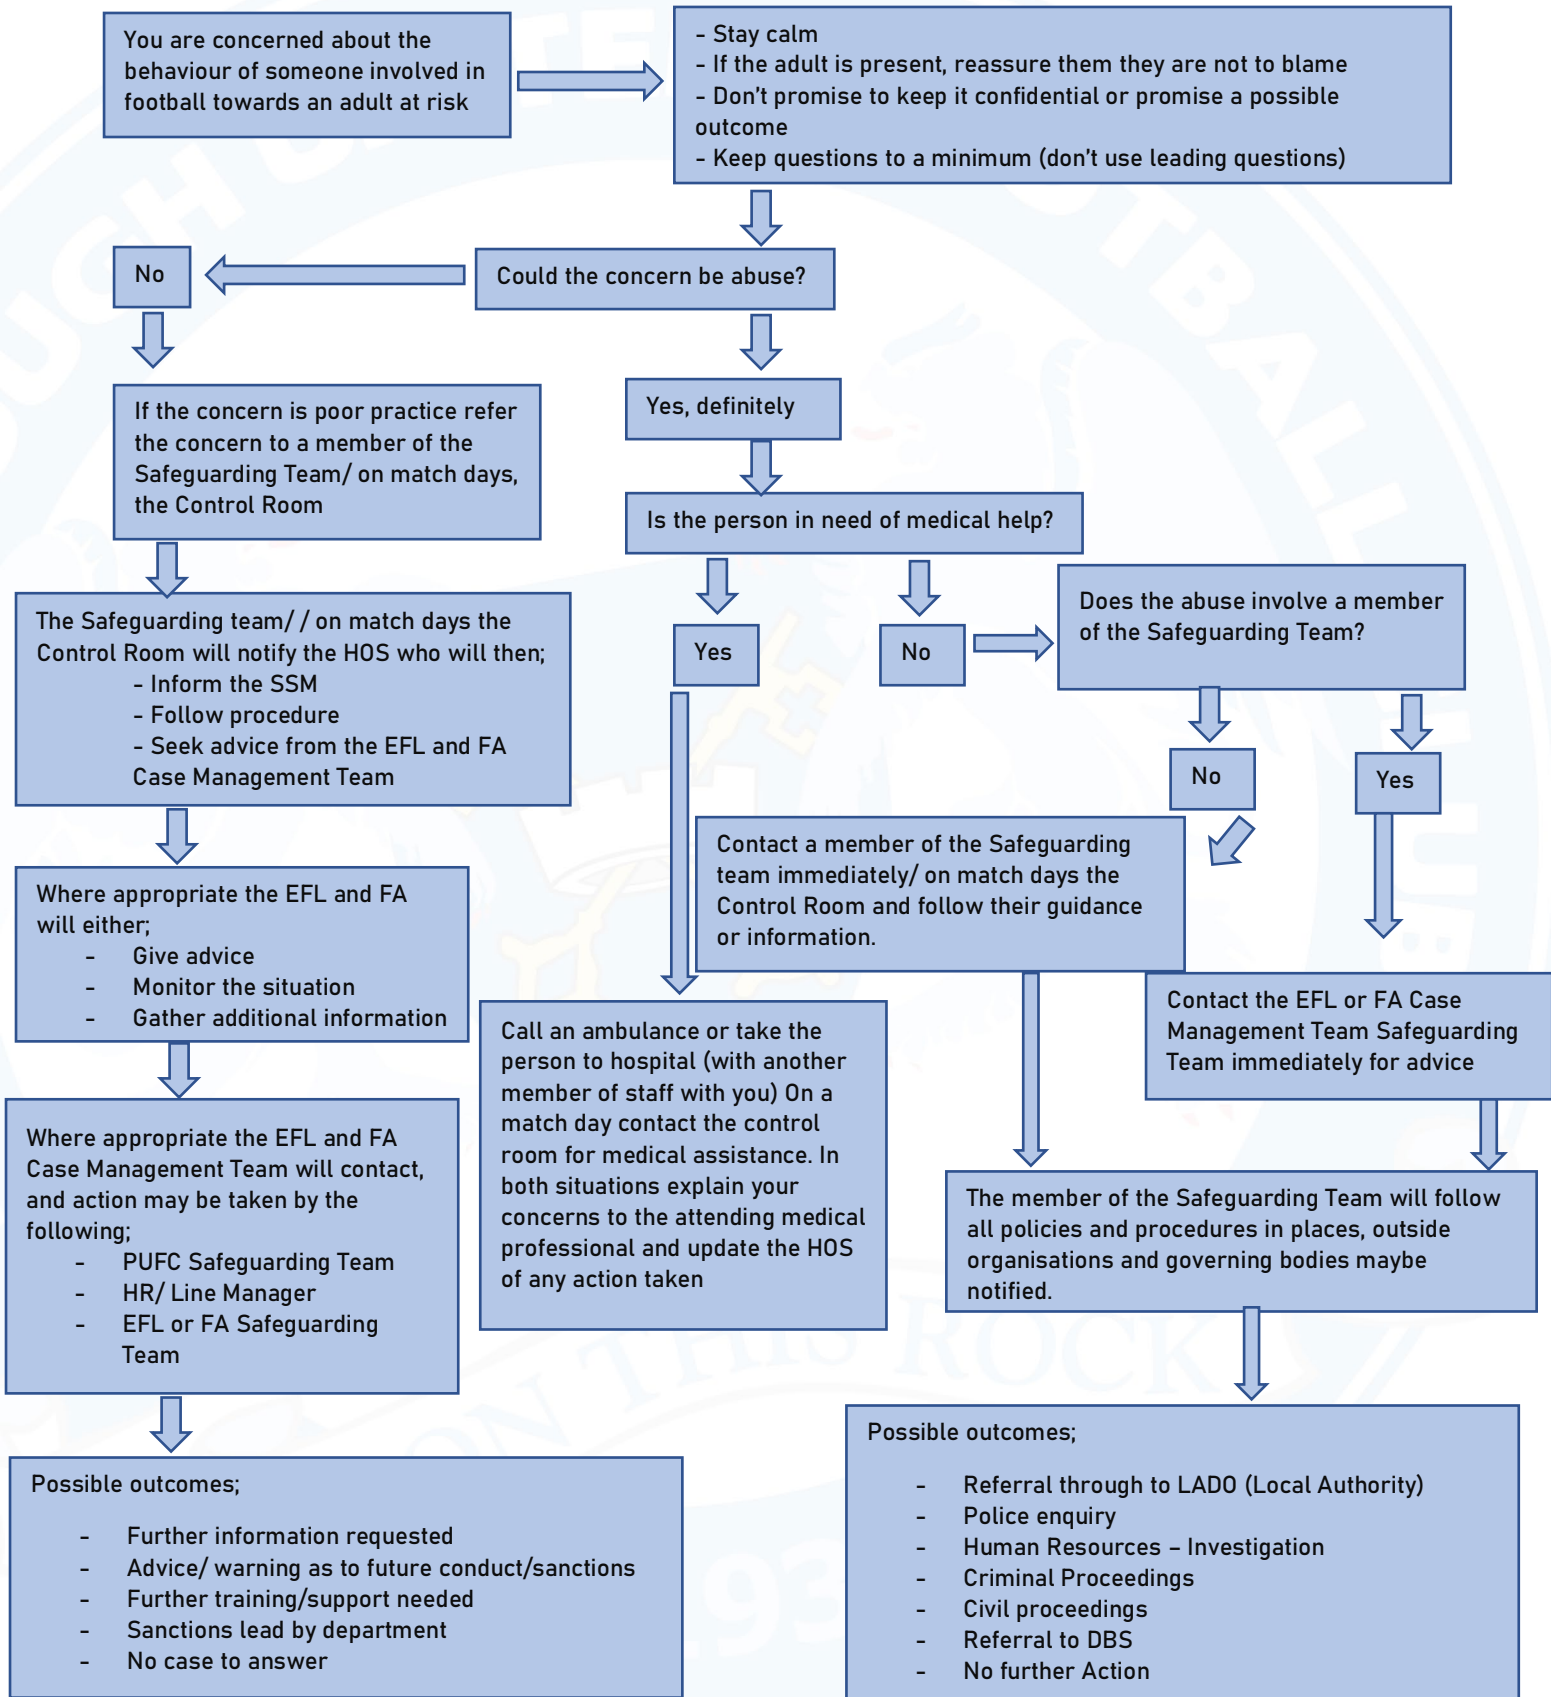 You are concerned about the
behaviour of someone involved in
football towards an adult at risk
- Stay calm
- If the adult is present, reassure them they are not to blame
- Don't promise to keep it confidential or promise a possible
outcome
- Keep questions to a minimum (don't use leading questions)
No
Could the concern be abuse?
If the concern is poor practice refer
the concern to a member of the
Safeguarding Team/ on match days,
the Control Room
Yes, definitely
Is the person in need of medical help?
The Safeguarding team/ / on match days the
Control Room will notify the HOS who will then;
- Inform the SSM
- Follow procedure
- Seek advice from the EFL and FA
Case Management Team
Yes
No
Does the abuse involve a member
of the Safeguarding Team?
No
Yes
Where appropriate the EFL and FA
will either;
- Give advice
- Monitor the situation
- Gather additional information
Contact a member of the Safeguarding
team immediately/ on match days the
Control Room and follow their guidance
or information.
Call an ambulance or take the
person to hospital (with another
member of staff with you) On a
match day contact the control
room for medical assistance. In
both situations explain your
concerns to the attending medical
professional and update the HOS
of any action taken
Contact the EFL or FA Case
Management Team Safeguarding
Team immediately for advice
Where appropriate the EFL and FA
Case Management Team will contact,
and action may be taken by the
following;
- PUFC Safeguarding Team
- HR/ Line Manager
- EFL or FA Safeguarding
Team
The member of the Safeguarding Team will follow
all policies and procedures in places, outside
organisations and governing bodies maybe
notified.
Possible outcomes;
- Further information requested
- Advice/ warning as to future conduct/sanctions
- Further training/support needed
- Sanctions lead by department
- No case to answer
Possible outcomes;
- Referral through to LADO (Local Authority)
- Police enquiry
- Human Resources – Investigation
- Criminal Proceedings
- Civil proceedings
- Referral to DBS
- No further Action
ON THIS ROCK